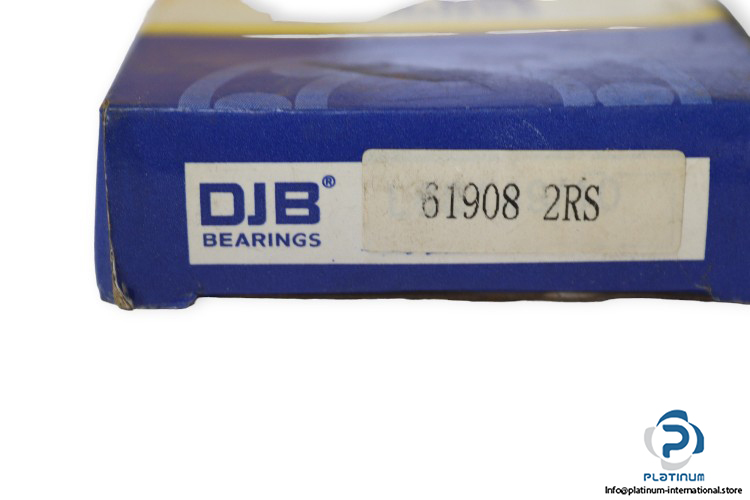 DJB®
BEARINGS
61908 2RS
PLATINUM
Info@platinum-international.store